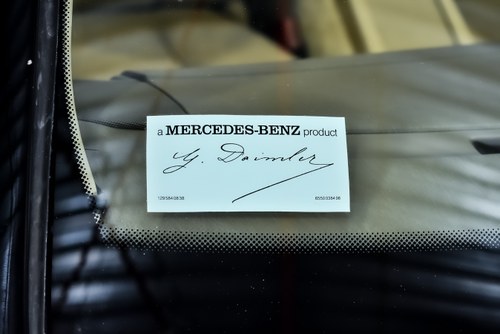 a MERCEDES-BENZ product
G. Daimler